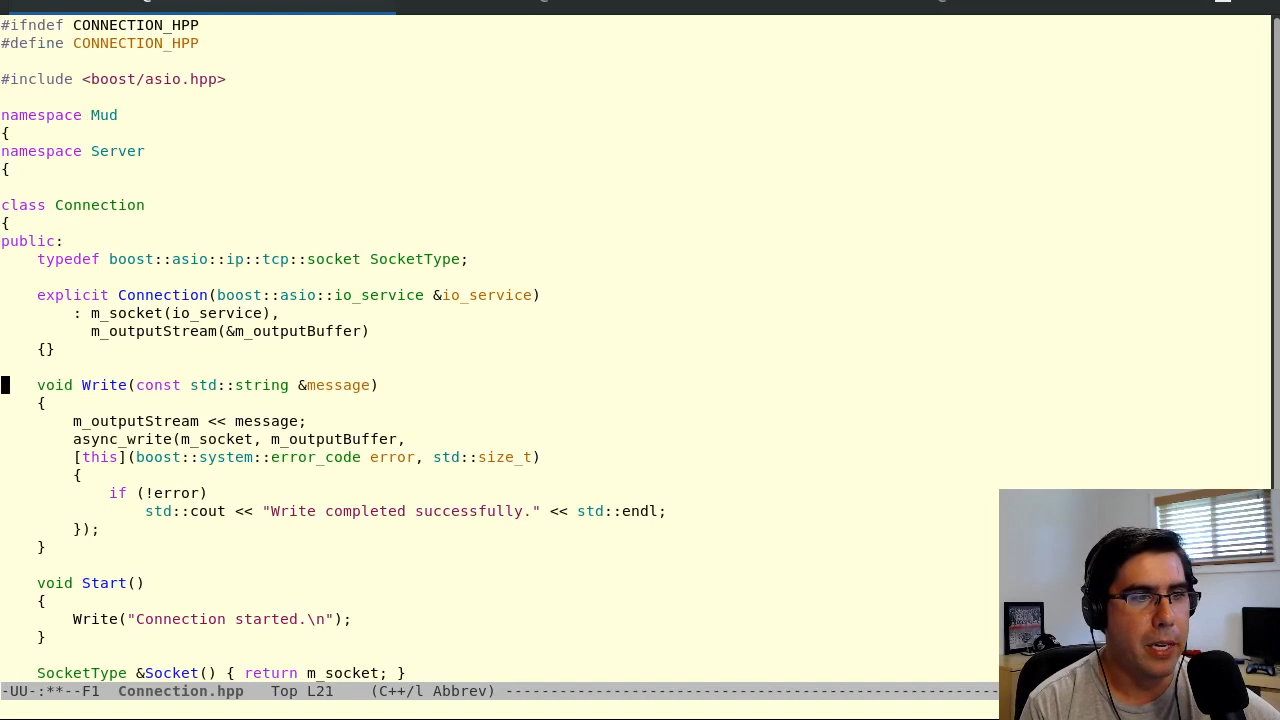 #ifndef CONNECTION_HPP
#define CONNECTION_HPP
#include <boost/asio.hpp>
namespace Mud
{
namespace Server
{
class Connection
{
public:
typedef boost::asio::ip::tcp::socket SocketType;
explicit Connection(boost::asio::io_service &io_service)
: m_socket(io_service),
m_outputStream(&m_outputBuffer)
{}
void Write(const std::string &message)
{
m_outputStream << message;
async_write(m_socket, m_outputBuffer,
[this](boost::system::error_code error, std::size_t)
{
if (!error)
std::cout << "Write completed successfully." << std::endl;
});
}
void Start()
{
Write("Connection started.\n");
}
SocketType &Socket() { return m_socket; }
-UU-:**--F1  Connection.hpp   Top L21    (C++/l Abbrev) -------------------------------------------------------